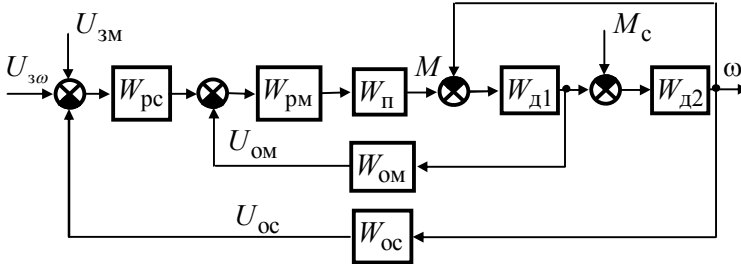 U_зм
M_с
U_зω
W_рс
W_рм
W_п
M
W_д1
W_д2
ω
U_ом
W_ом
U_ос
W_ос